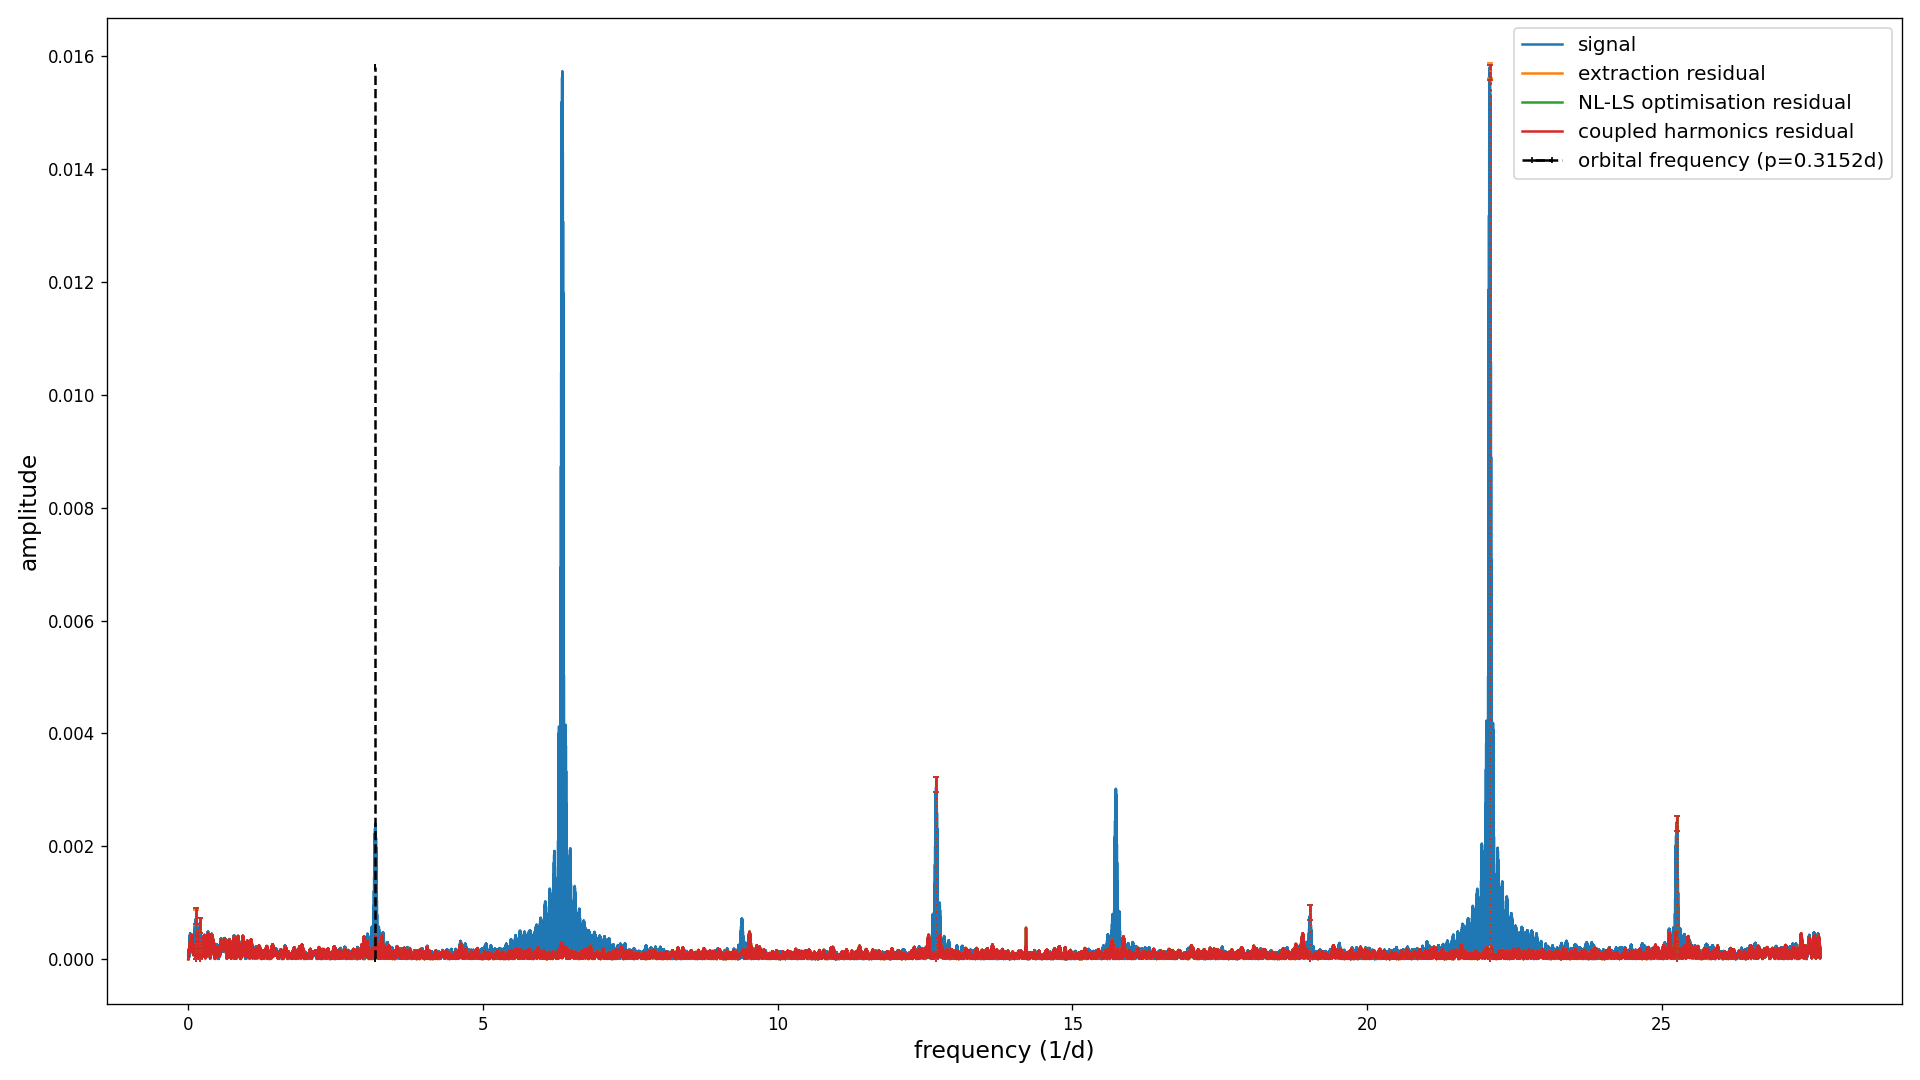 signal
extraction residual
NL-LS optimisation residual
coupled harmonics residual
orbital frequency (p=0.3152d)
amplitude
0.016
0.014
0.012
0.010
0.008
0.006
0.004
0.002
0.000
0 5 10 15 20 25
frequency (1/d)